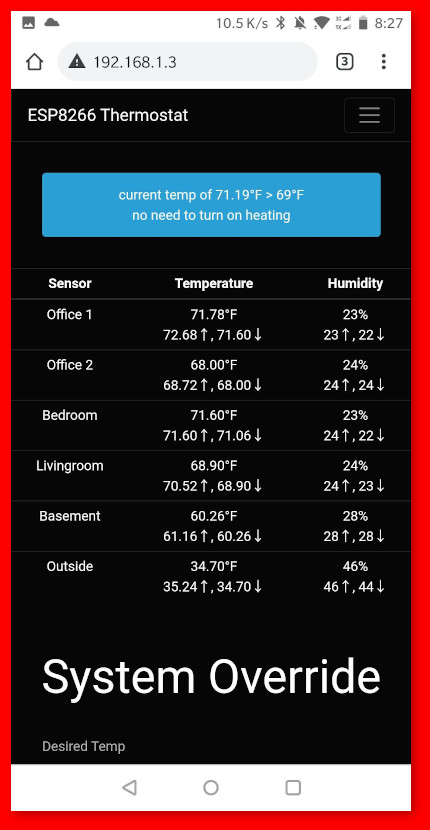 10.5 K/s 8:27
192.168.1.3 3
ESP8266 Thermostat
current temp of 71.19°F > 69°F
no need to turn on heating
Sensor Temperature Humidity
Office 1 71.78°F 23%
72.68↑, 71.60↓ 23↑, 22↓
Office 2 68.00°F 24%
68.72↑, 68.00↓ 24↑, 24↓
Bedroom 71.60°F 23%
71.60↑, 71.06↓ 24↑, 22↓
Livingroom 68.90°F 24%
70.52↑, 68.90↓ 24↑, 23↓
Basement 60.26°F 28%
61.16↑, 60.26↓ 28↑, 28↓
Outside 34.70°F 46%
35.24↑, 34.70↓ 46↑, 44↓
System Override
Desired Temp